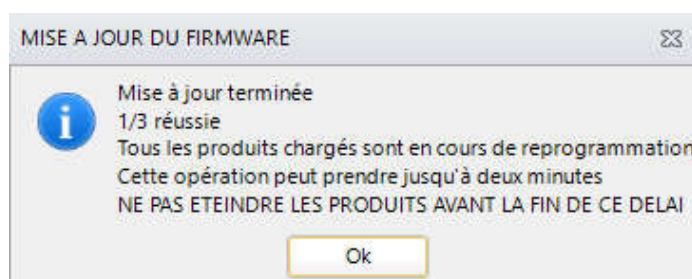 MISE A JOUR DU FIRMWARE
Mise à jour terminée
1/3 réussie
Tous les produits chargés sont en cours de reprogrammation
Cette opération peut prendre jusqu'à deux minutes
NE PAS ETEINDRE LES PRODUITS AVANT LA FIN DE CE DELAI
Ok